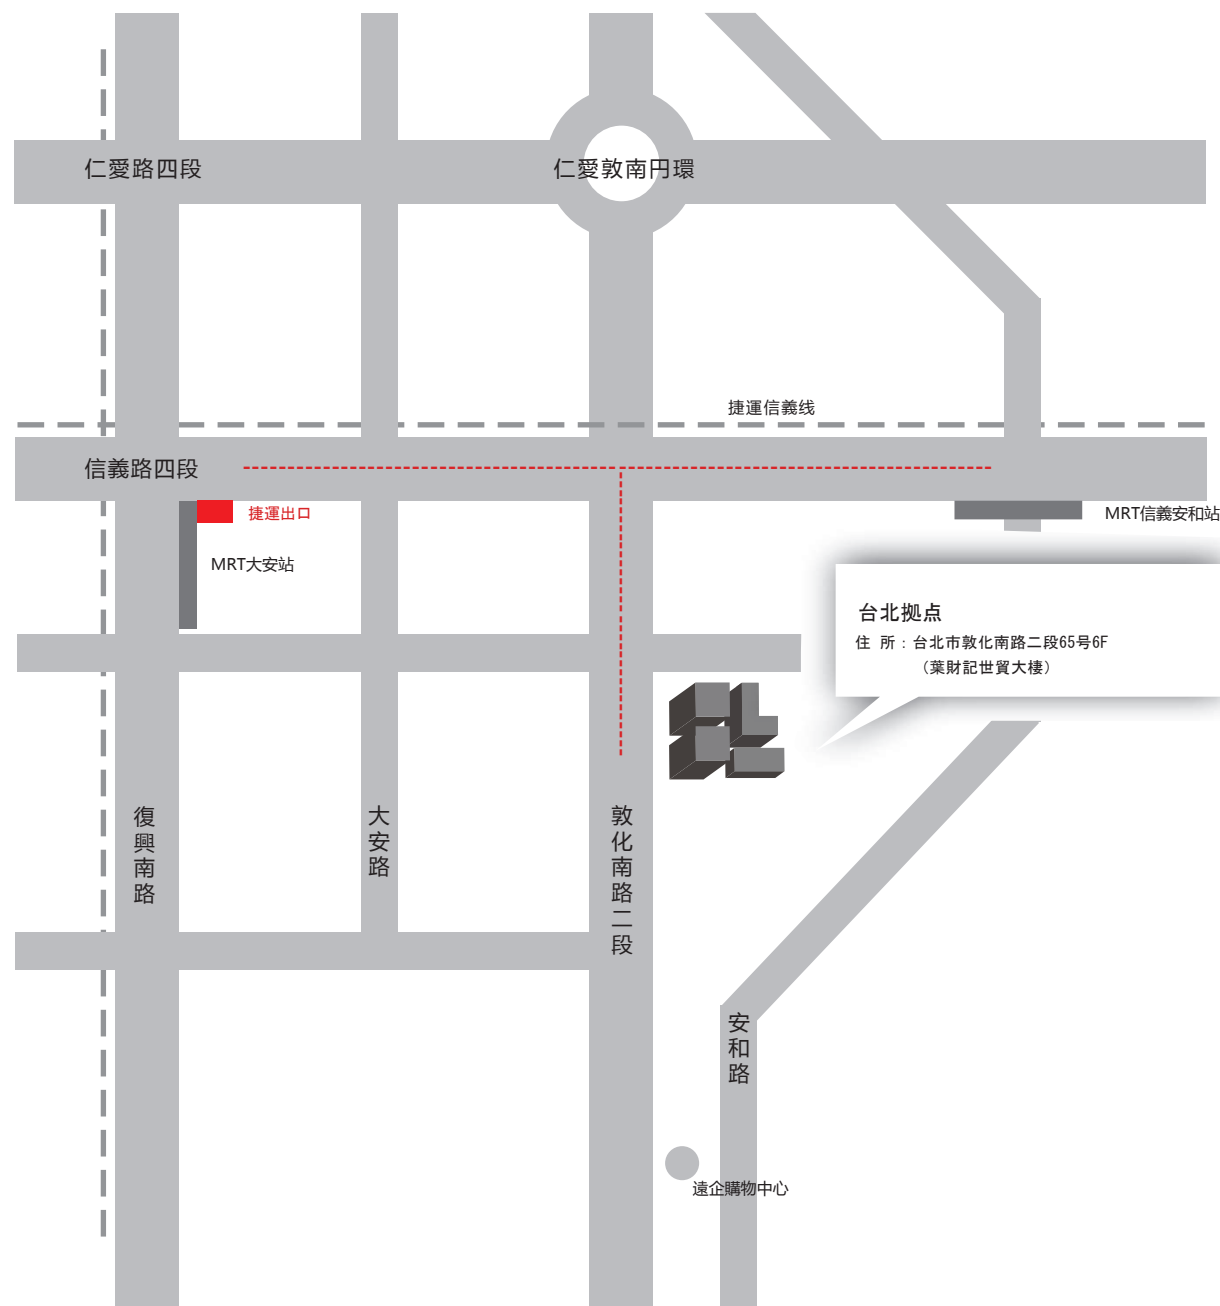 仁愛路四段
仁愛敦南円環
捷運信義线
信義路四段
捷運出口
MRT信義安和站
MRT大安站
台北拠点
住 所：台北市敦化南路二段65号6F
（葉財記世貿大棲）
復興南路
大安路
敦化南路二段
安和路
遠企購物中心